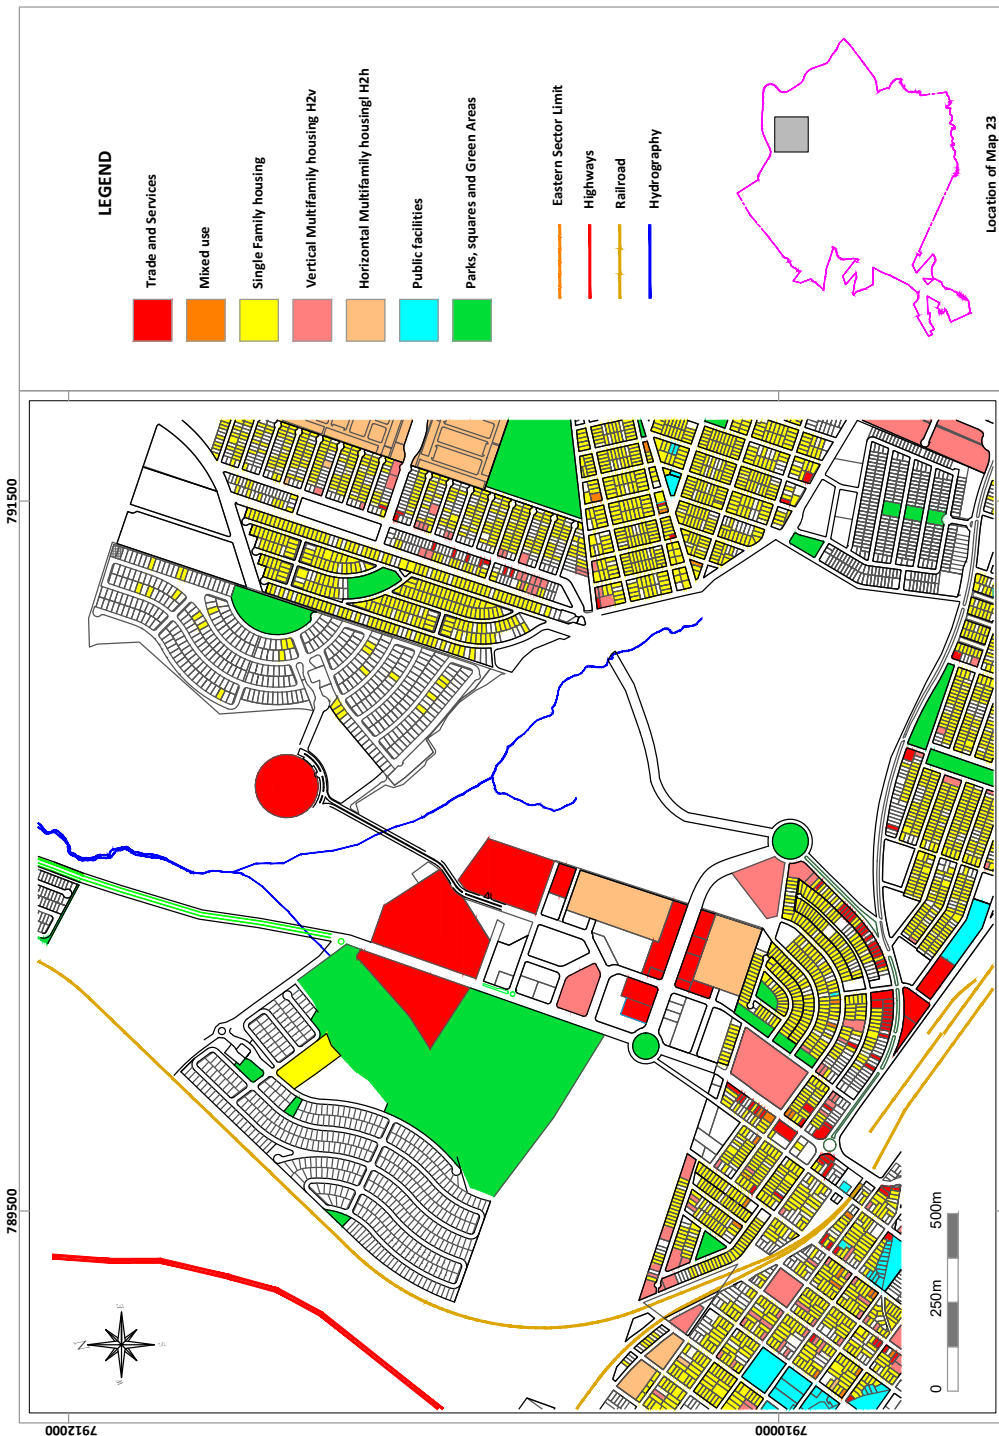 LEGEND
Trade and Services
Mixed use
Single Family housing
Vertical Multifamily housing H2v
Horizontal Multifamily housingl H2h
Public facilities
Parks, squares and Green Areas
Eastern Sector Limit
Highways
Railroad
Hydrography
Location of Map 23
791500
789500
7912000
7910000
N
0
250m
500m